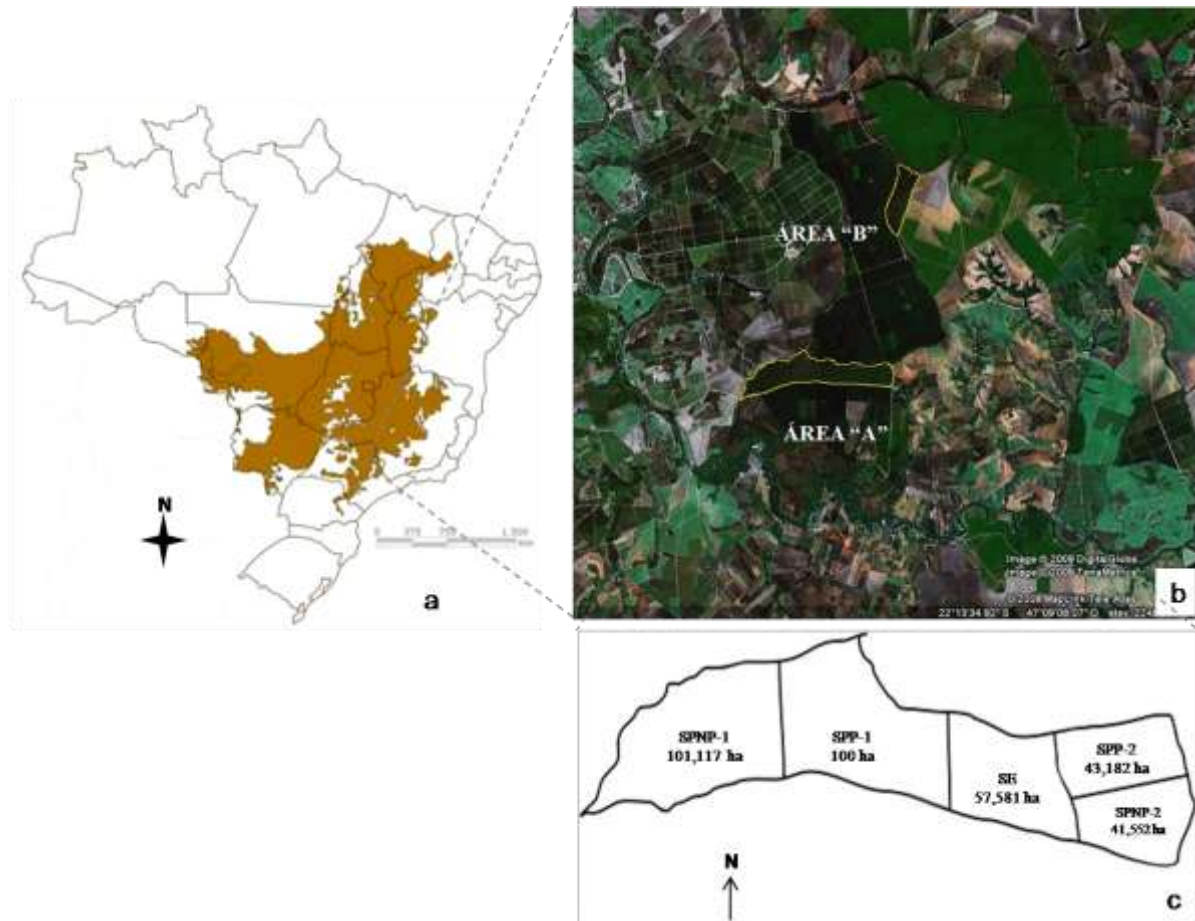 N
a
ÁREA "B"
ÁREA "A"
b
SPNP-1
101,117 ha
SPP-1
100 ha
SE
57,581 ha
SPP-2
43,182 ha
SPNP-2
41,552 ha
N
c